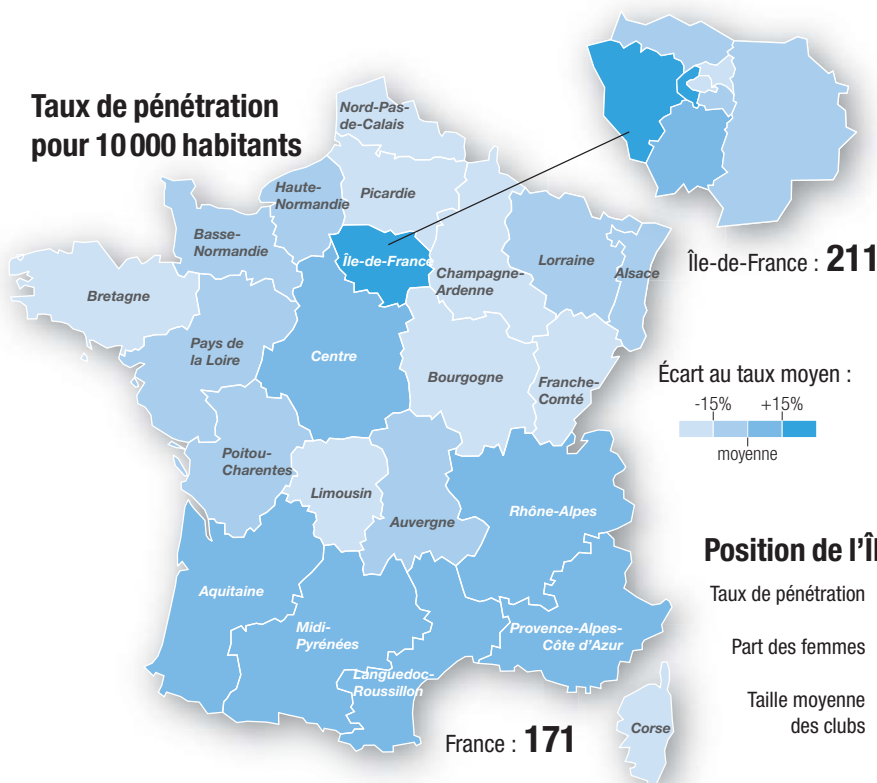 Taux de pénétration
pour 10 000 habitants
Nord-Pas-
de-Calais
Haute-
Normandie
Picardie
Basse-
Normandie
Île-de-France
Champagne-
Ardenne
Lorraine
Alsace
Île-de-France : 211
Bretagne
Pays de
la Loire
Centre
Bourgogne
Franche-
Comté
Écart au taux moyen :
-15% +15%
moyenne
Poitou-
Charentes
Limousin
Auvergne
Rhône-Alpes
Position de l'Îl
Taux de pénétration
Part des femmes
Taille moyenne
des clubs
Aquitaine
Midi-
Pyrénées
Provence-Alpes-
Côte d'Azur
Languedoc-
Roussillon
France : 171
Corse